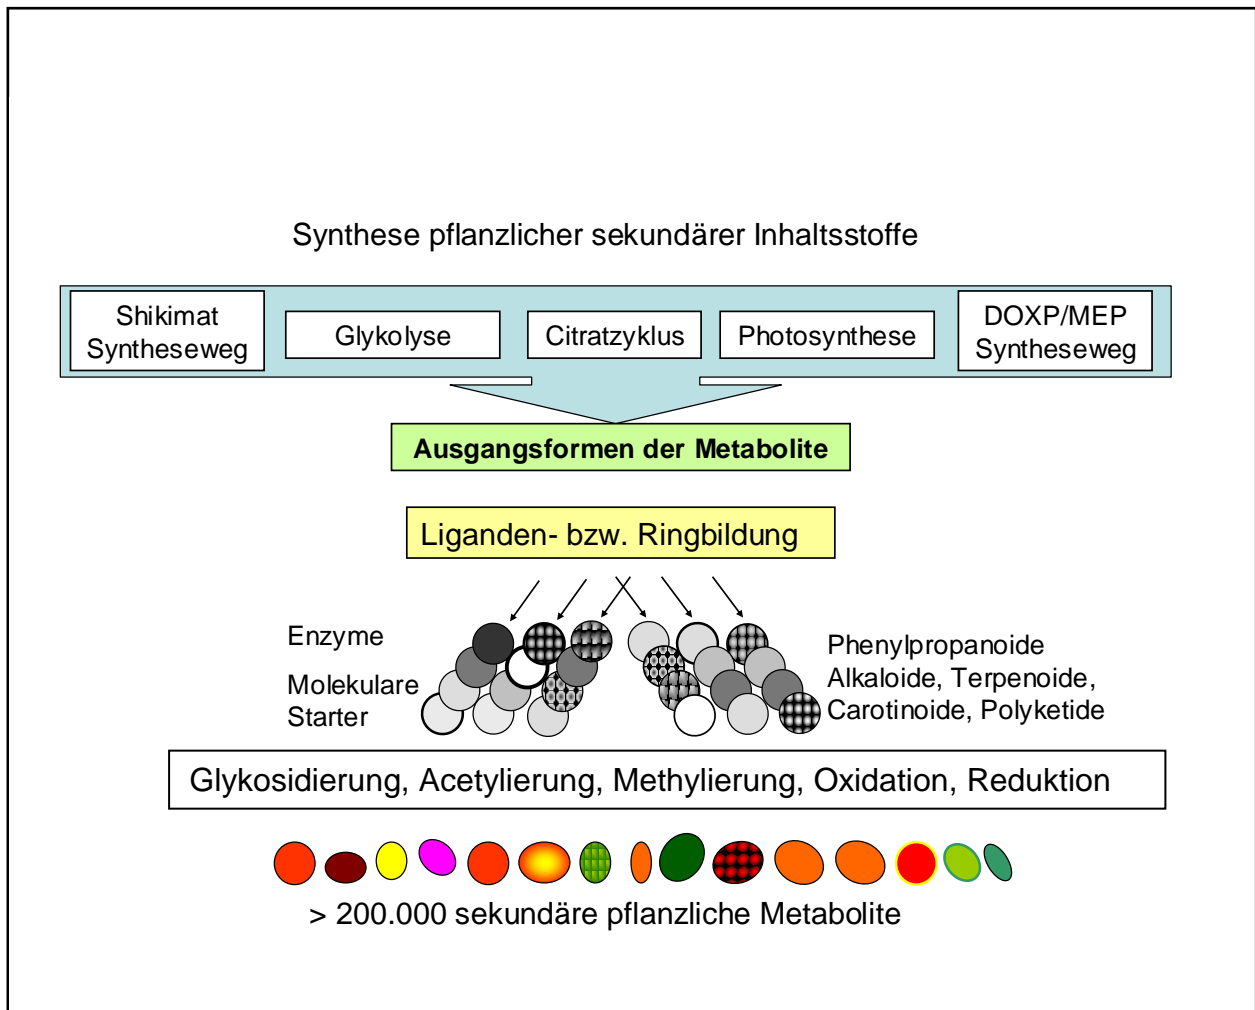 Synthese pflanzlicher sekundärer Inhaltsstoffe
Shikimat
Syntheseweg
Glykolyse
Citratzyklus
Photosynthese
DOXP/MEP
Syntheseweg
Ausgangsformen der Metabolite
Liganden- bzw. Ringbildung
Enzyme
Molekulare
Starter
Phenylpropanoide
Alkaloide, Terpenoide,
Carotinoide, Polyketide
Glykosidierung, Acetylierung, Methylierung, Oxidation, Reduktion
> 200.000 sekundäre pflanzliche Metabolite